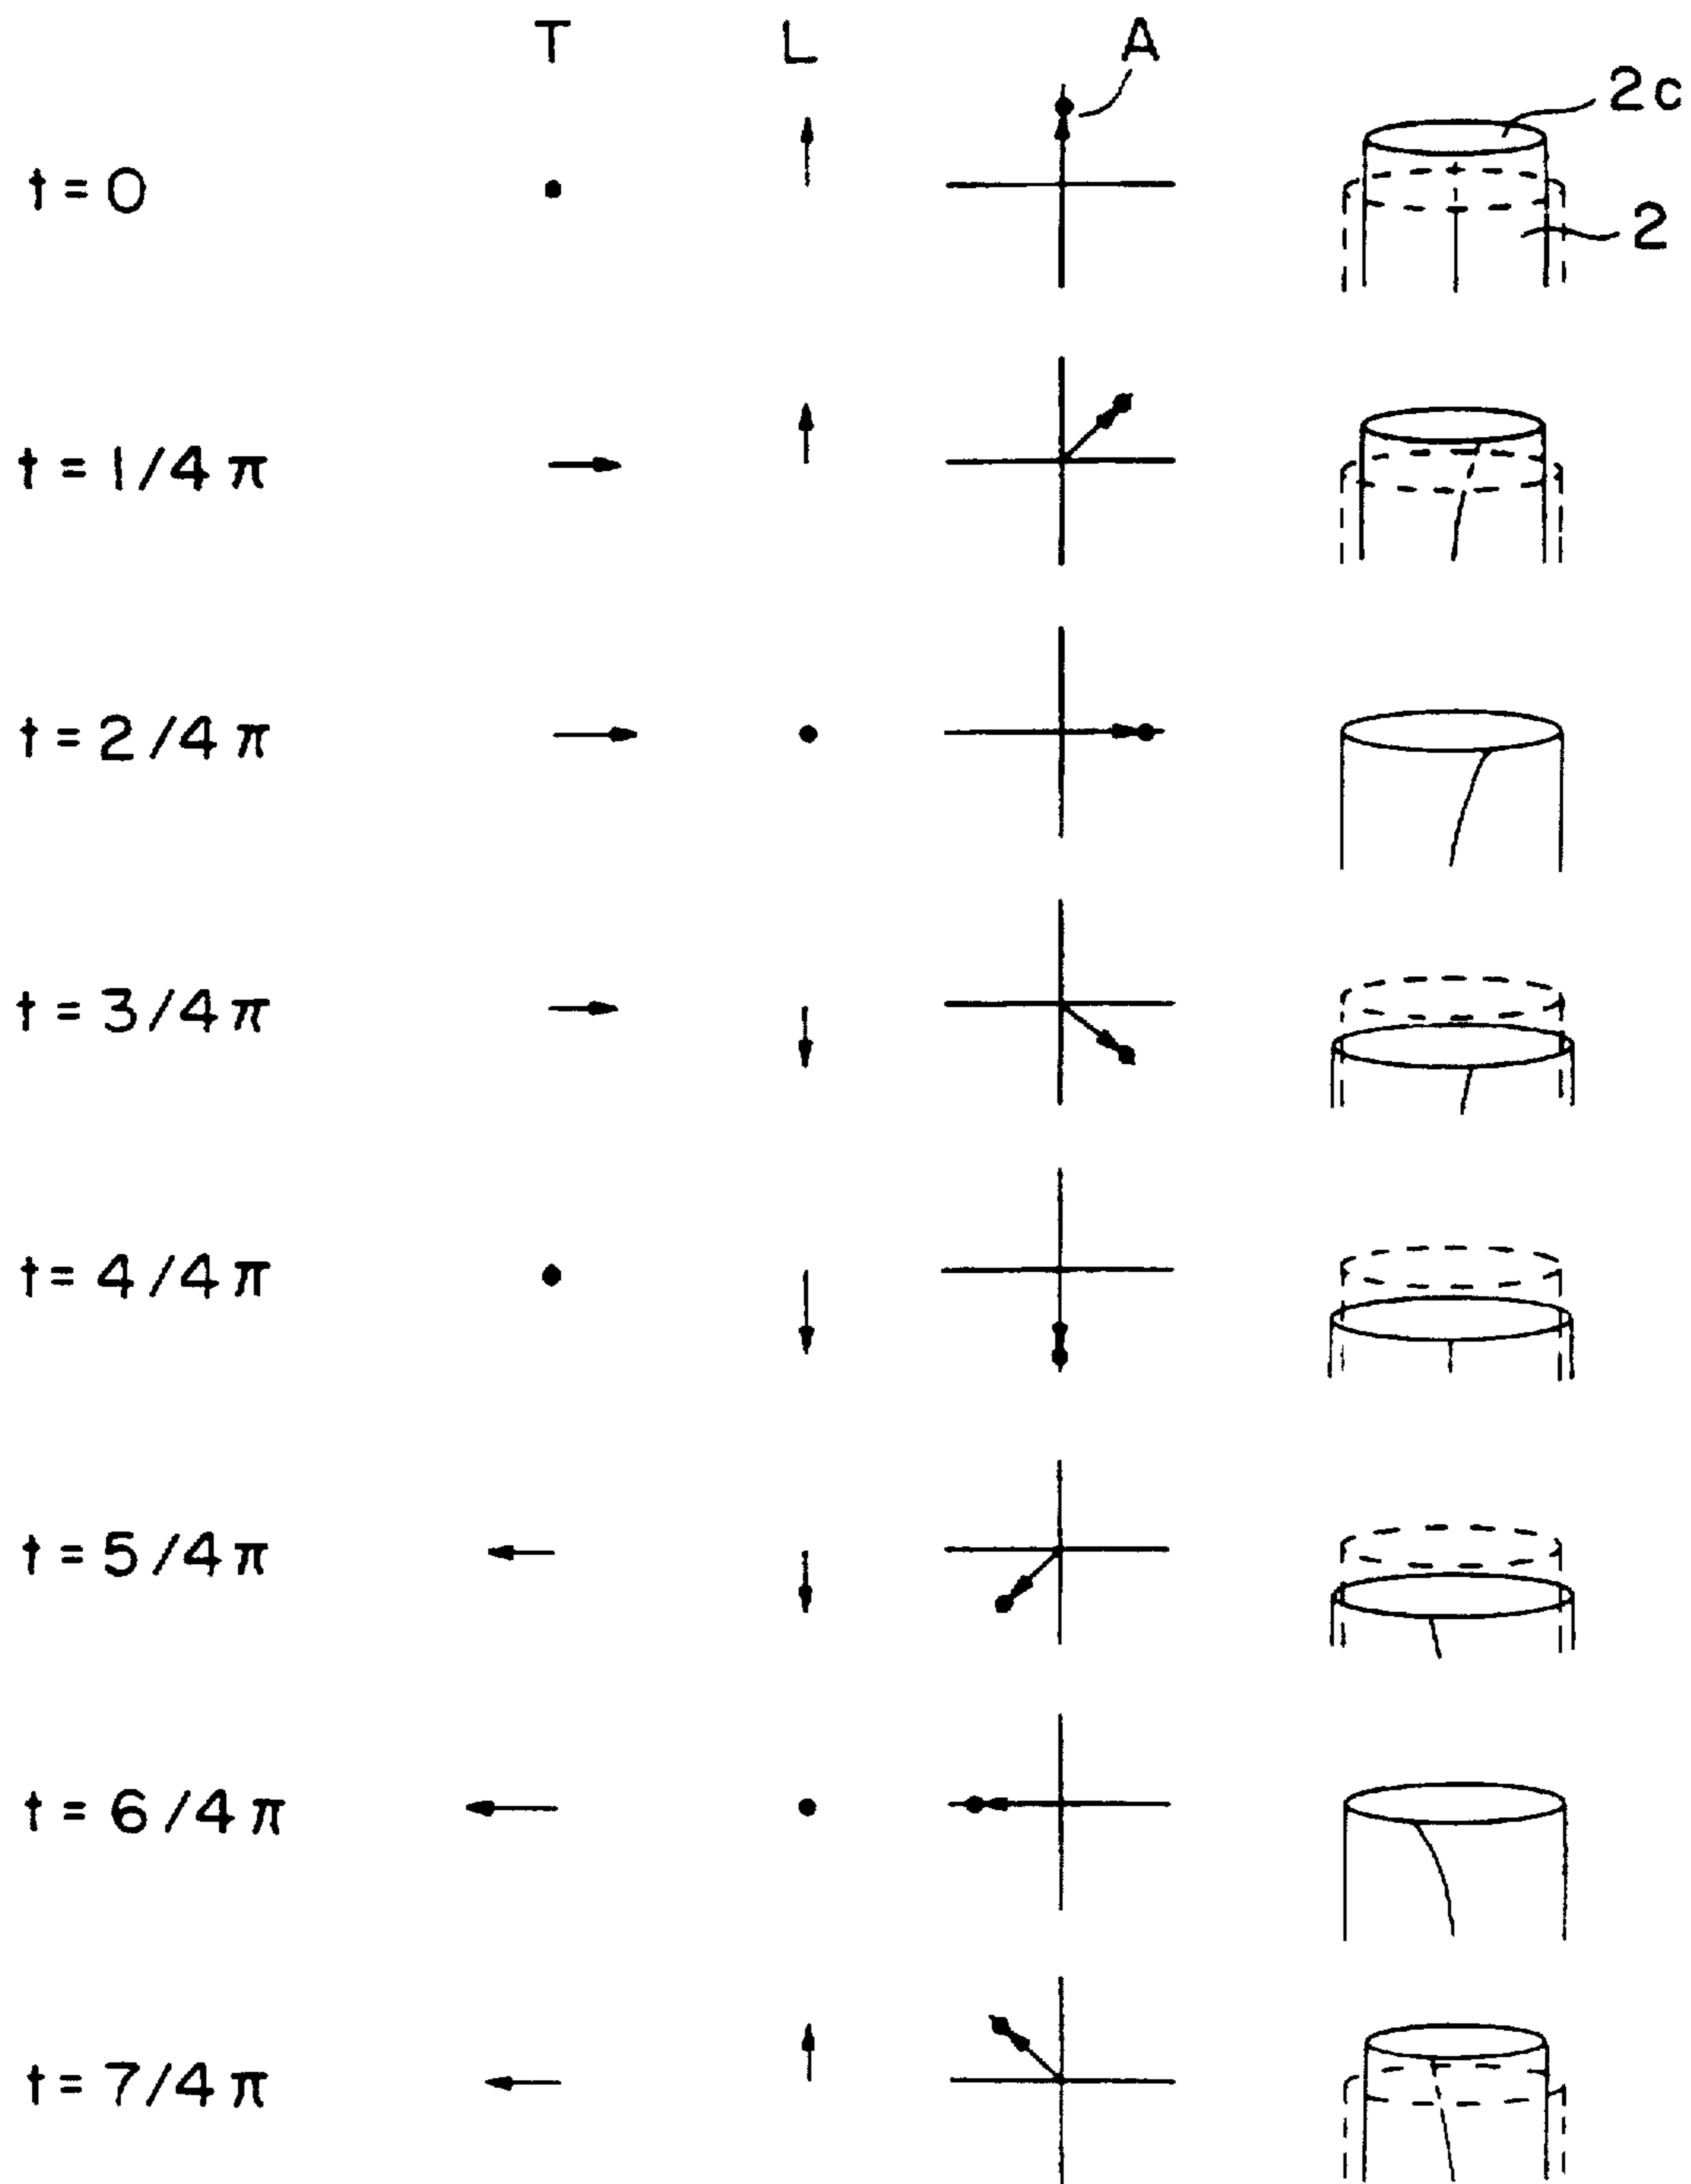 T L A
2c
t = 0
2
t = 1/4 π
t = 2/4 π
t = 3/4 π
t = 4/4 π
t = 5/4 π
t = 6/4 π
t = 7/4 π